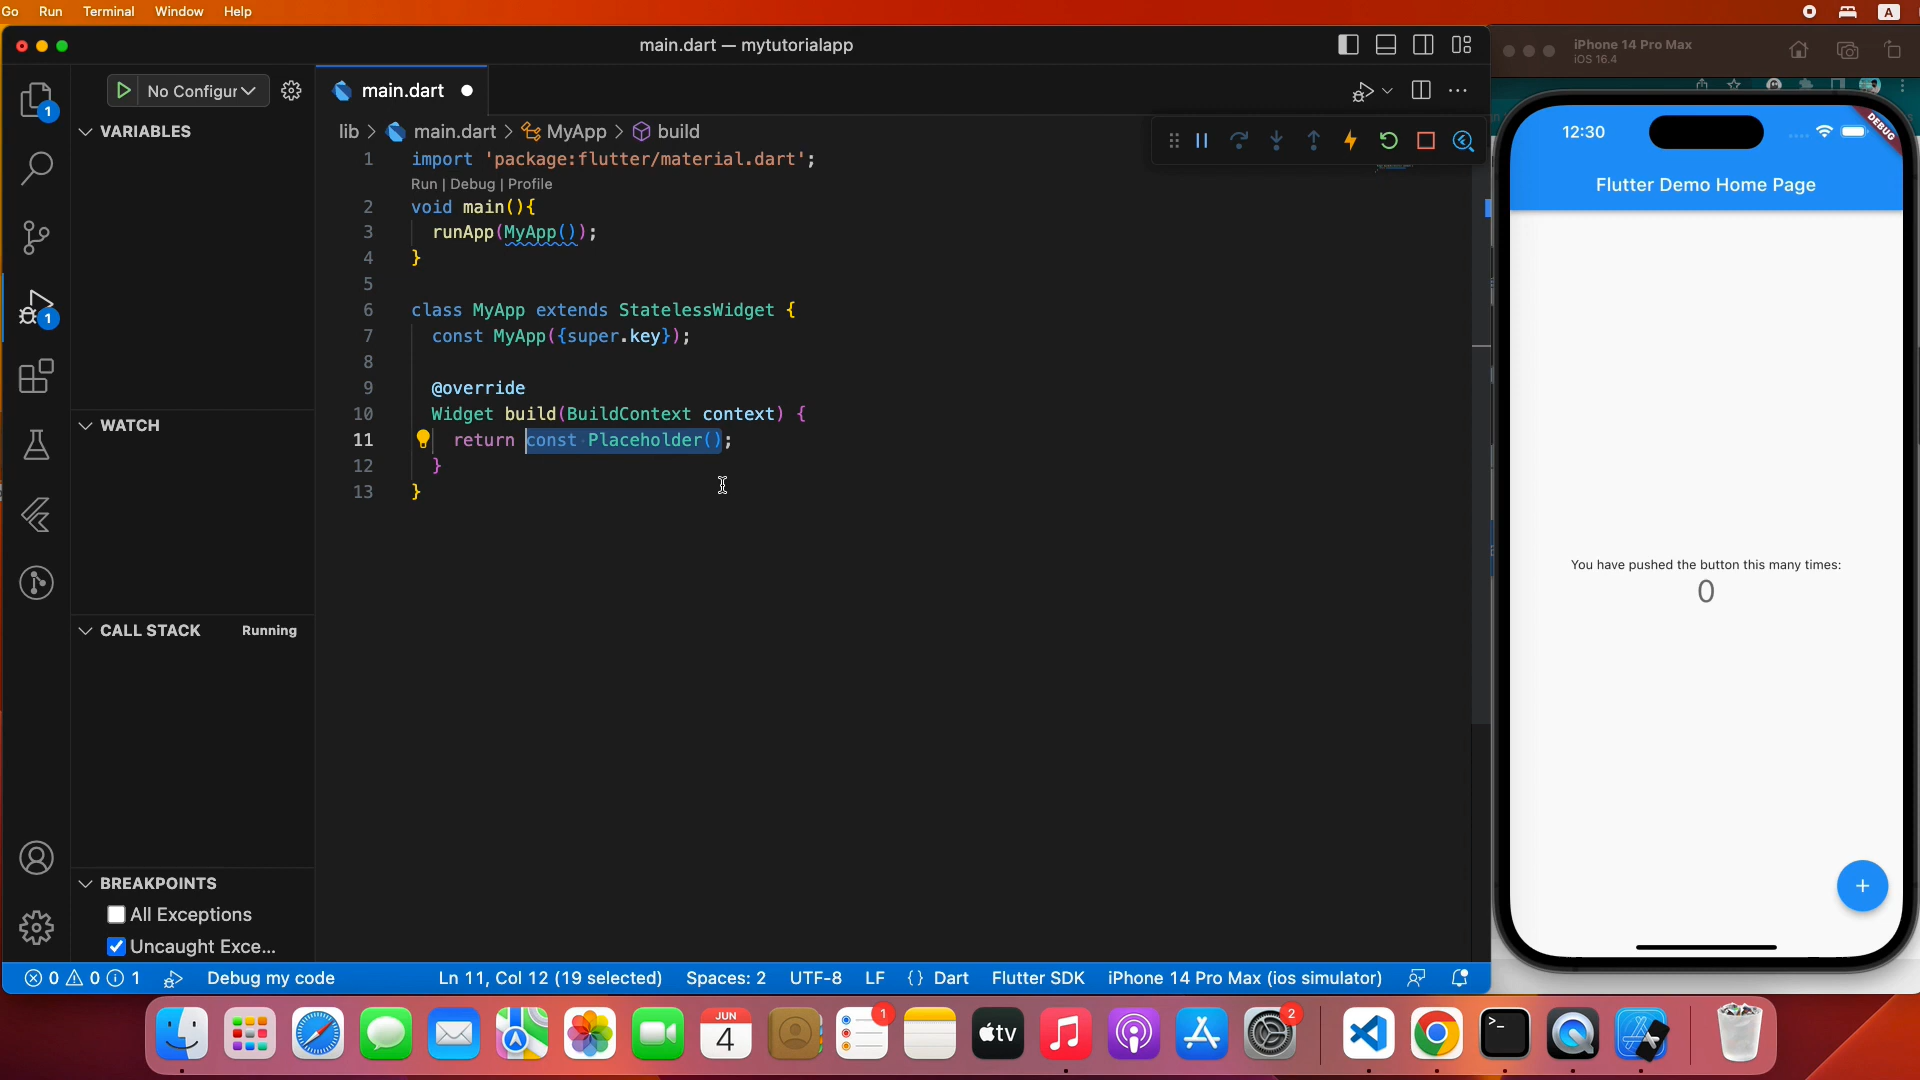 Go Run Terminal Window Help
A
main.dart — mytutorialapp
iPhone 14 Pro Max
iOS 16.4
No Configur
main.dart
1
VARIABLES
lib > main.dart > MyApp > build
1 import 'package:flutter/material.dart';
Run | Debug | Profile
2 void main(){
3 runApp(MyApp());
4 }
5
6 class MyApp extends StatelessWidget {
7 const MyApp({super.key});
8
9 @override
10 Widget build(BuildContext context) {
11 return const Placeholder();
12 }
13 }
1
WATCH
CALL STACK Running
BREAKPOINTS
All Exceptions
Uncaught Exce...
12:30
DEBUG
Flutter Demo Home Page
You have pushed the button this many times:
0
+
0 0 1 Debug my code Ln 11, Col 12 (19 selected) Spaces: 2 UTF-8 LF {} Dart Flutter SDK iPhone 14 Pro Max (ios simulator)
JUN
4
1
tv
2
>_